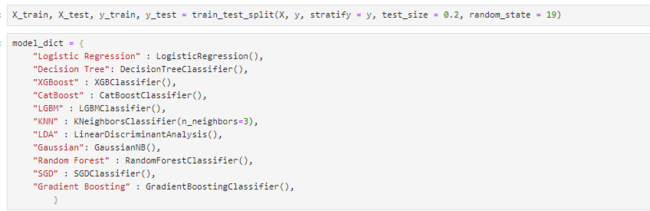 : X_train, X_test, y_train, y_test = train_test_split(X, y, stratify = y, test_size = 0.2, random_state = 19)
: model_dict = {
"Logistic Regression" : LogisticRegression(),
"Decision Tree": DecisionTreeClassifier(),
"XGBoost" : XGBClassifier(),
"CatBoost" : CatBoostClassifier(),
"LGBM" : LGBMClassifier(),
"KNN" : KNeighborsClassifier(n_neighbors=3),
"LDA" : LinearDiscriminantAnalysis(),
"Gaussian": GaussianNB(),
"Random Forest" : RandomForestClassifier(),
"SGD" : SGDClassifier(),
"Gradient Boosting" : GradientBoostingClassifier(),
}